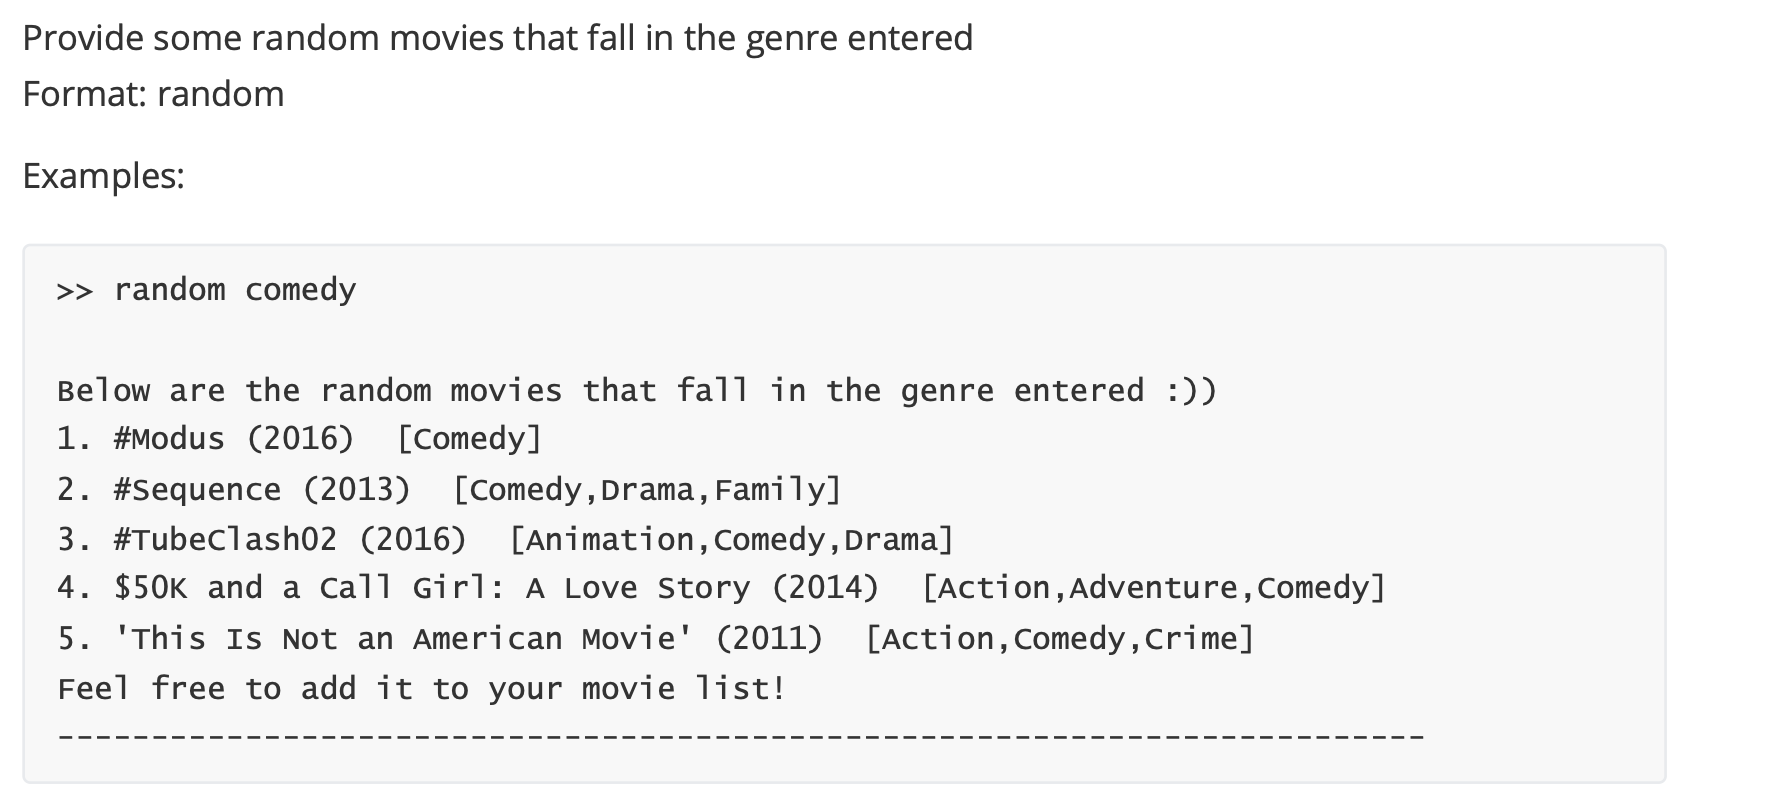 Provide some random movies that fall in the genre entered
Format: random
Examples:
>> random comedy
Below are the random movies that fall in the genre entered :))
1. #Modus (2016)  [Comedy]
2. #Sequence (2013)  [Comedy,Drama,Family]
3. #TubeClash02 (2016)  [Animation,Comedy,Drama]
4. $50K and a Call Girl: A Love Story (2014)  [Action,Adventure,Comedy]
5. 'This Is Not an American Movie' (2011)  [Action,Comedy,Crime]
Feel free to add it to your movie list!
-------------------------------------------------------------------------